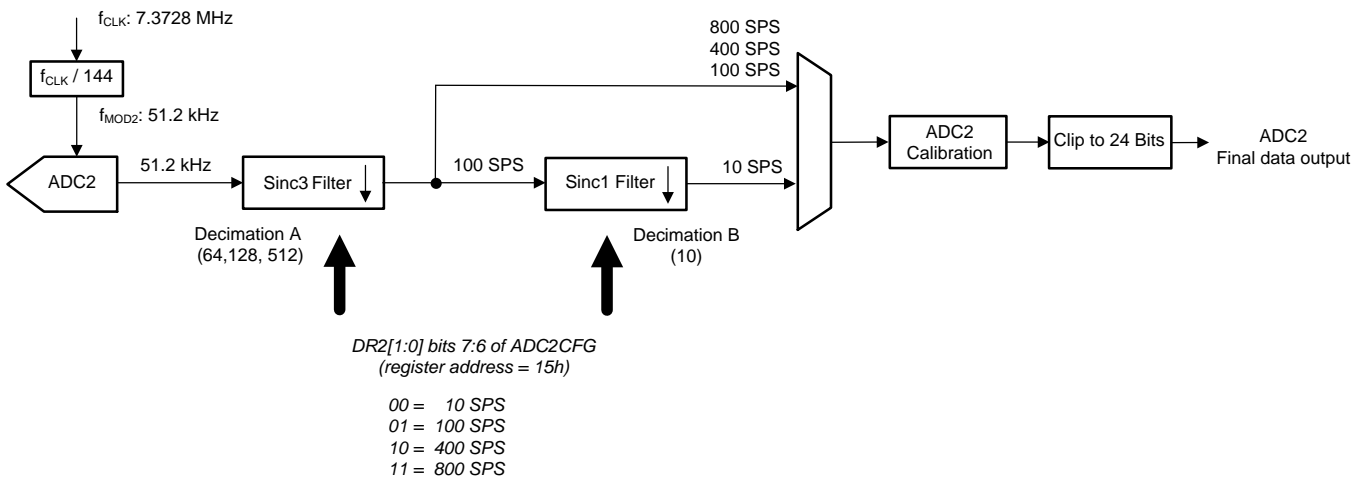 f_CLK: 7.3728 MHz
f_CLK / 144
f_MOD2: 51.2 kHz
ADC2
51.2 kHz
Sinc3 Filter
Decimation A
(64,128, 512)
100 SPS
Sinc1 Filter
Decimation B
(10)
800 SPS
400 SPS
100 SPS
10 SPS
ADC2
Calibration
Clip to 24 Bits
ADC2
Final data output
DR2[1:0] bits 7:6 of ADC2CFG
(register address = 15h)
00 = 10 SPS
01 = 100 SPS
10 = 400 SPS
11 = 800 SPS